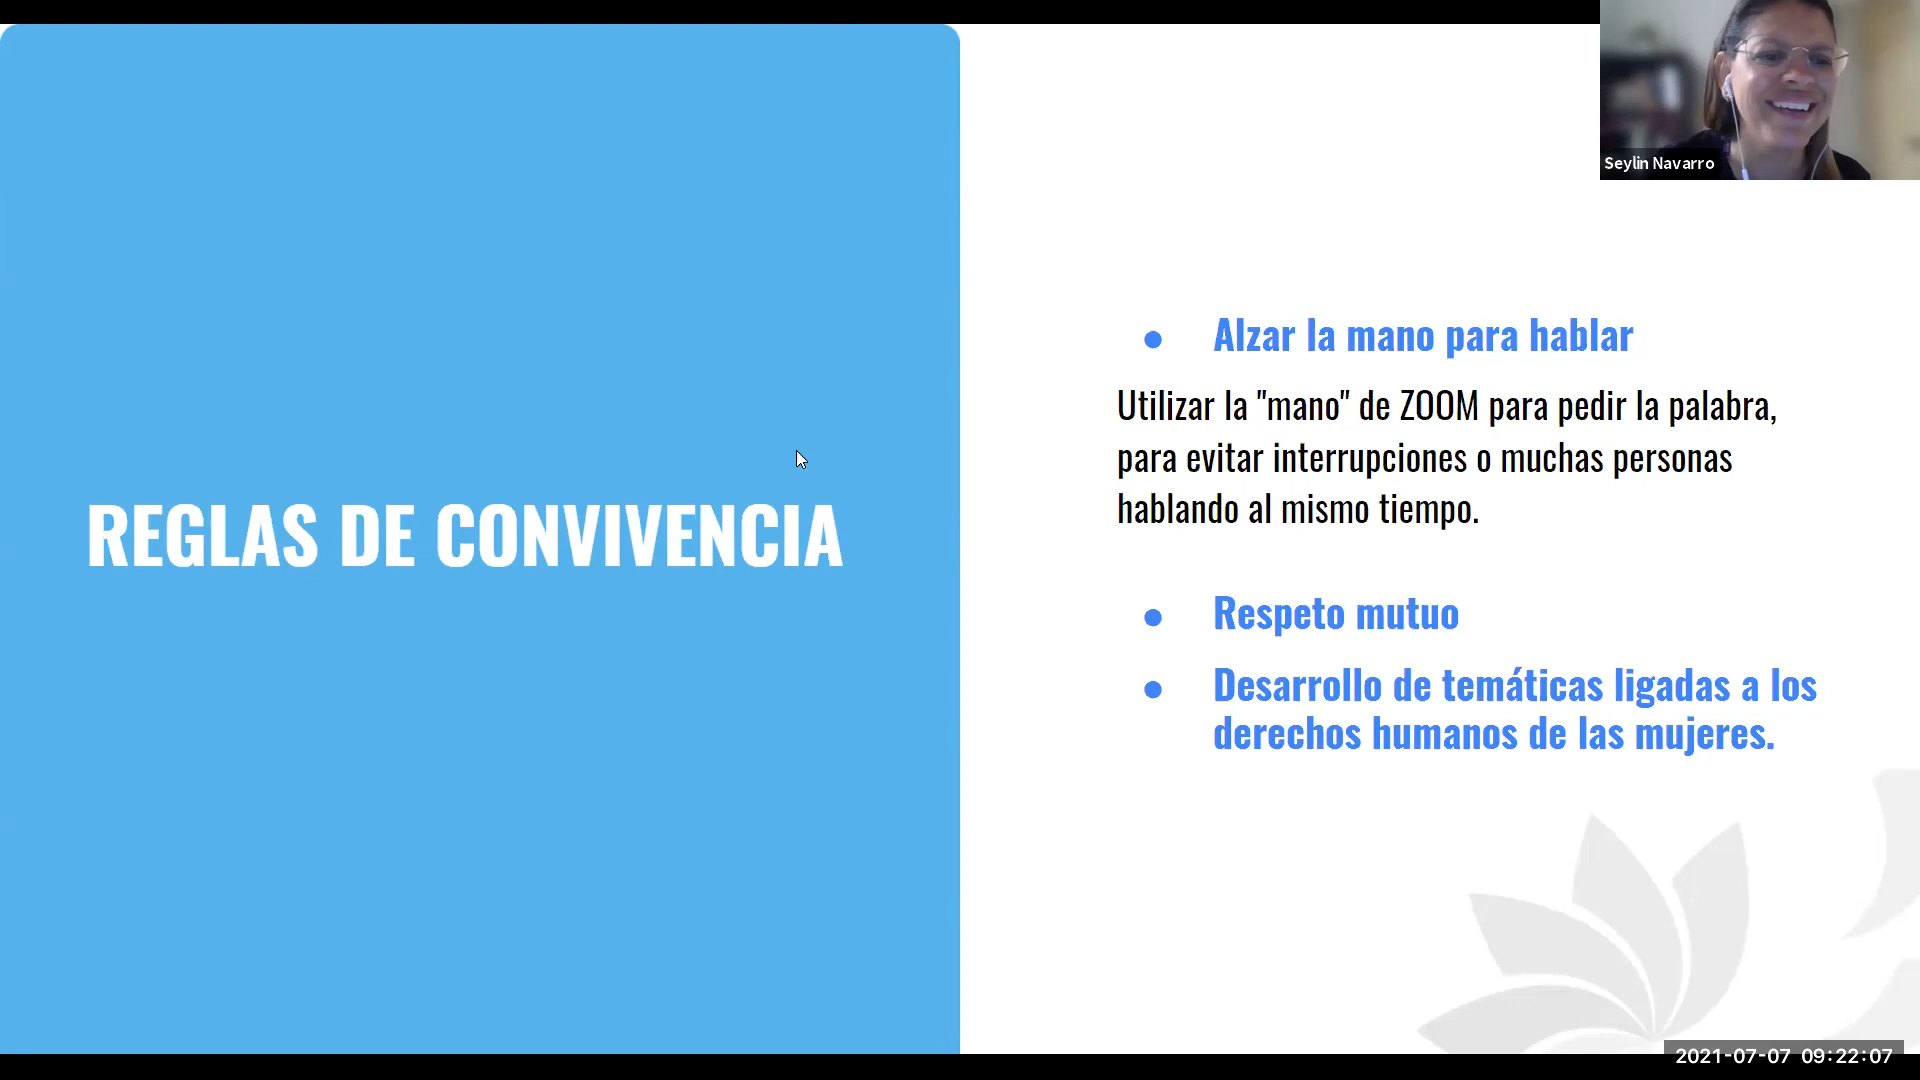 Seylin Navarro
REGLAS DE CONVIVENCIA
● Alzar la mano para hablar
Utilizar la "mano" de ZOOM para pedir la palabra,
para evitar interrupciones o muchas personas
hablando al mismo tiempo.
● Respeto mutuo
● Desarrollo de temáticas ligadas a los
derechos humanos de las mujeres.
2021-07-07 09:22:07